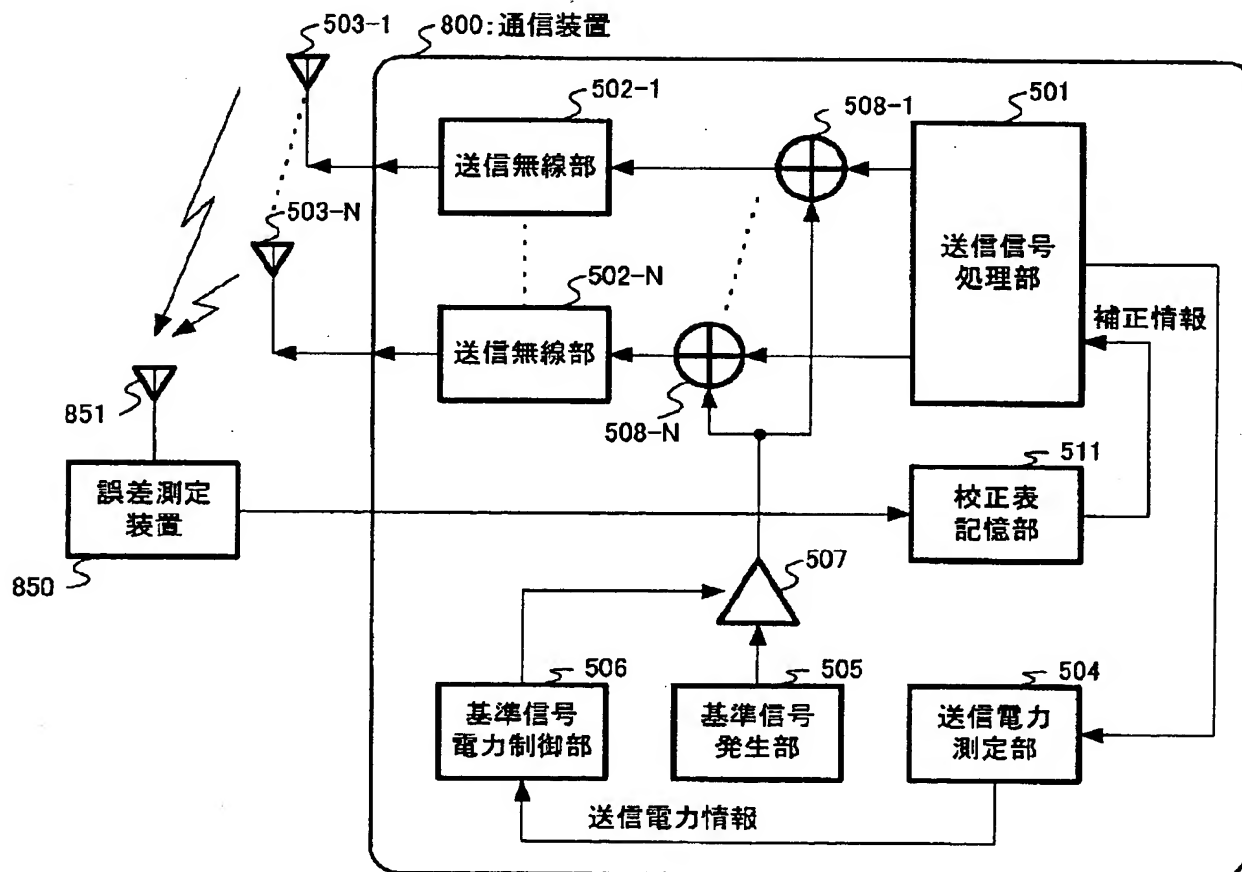 503-1
800:通信装置
502-1
508-1
501
送信無線部
503-N
送信信号
処理部
502-N
補正情報
送信無線部
851
508-N
511
誤差測定
装置
校正表
記憶部
850
507
506
505
504
基準信号
電力制御部
基準信号
発生部
送信電力
測定部
送信電力情報